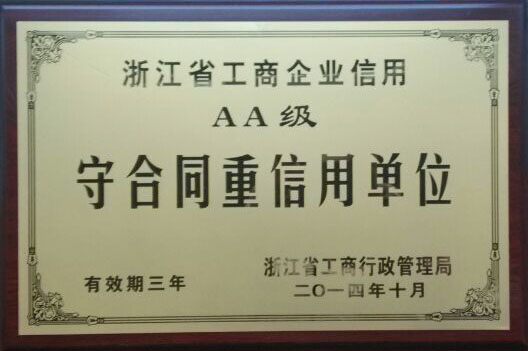 浙江省工商企业信用
AA级
守合同重信用单位
有效期三年
浙江省工商行政管理局
二〇一四年十月